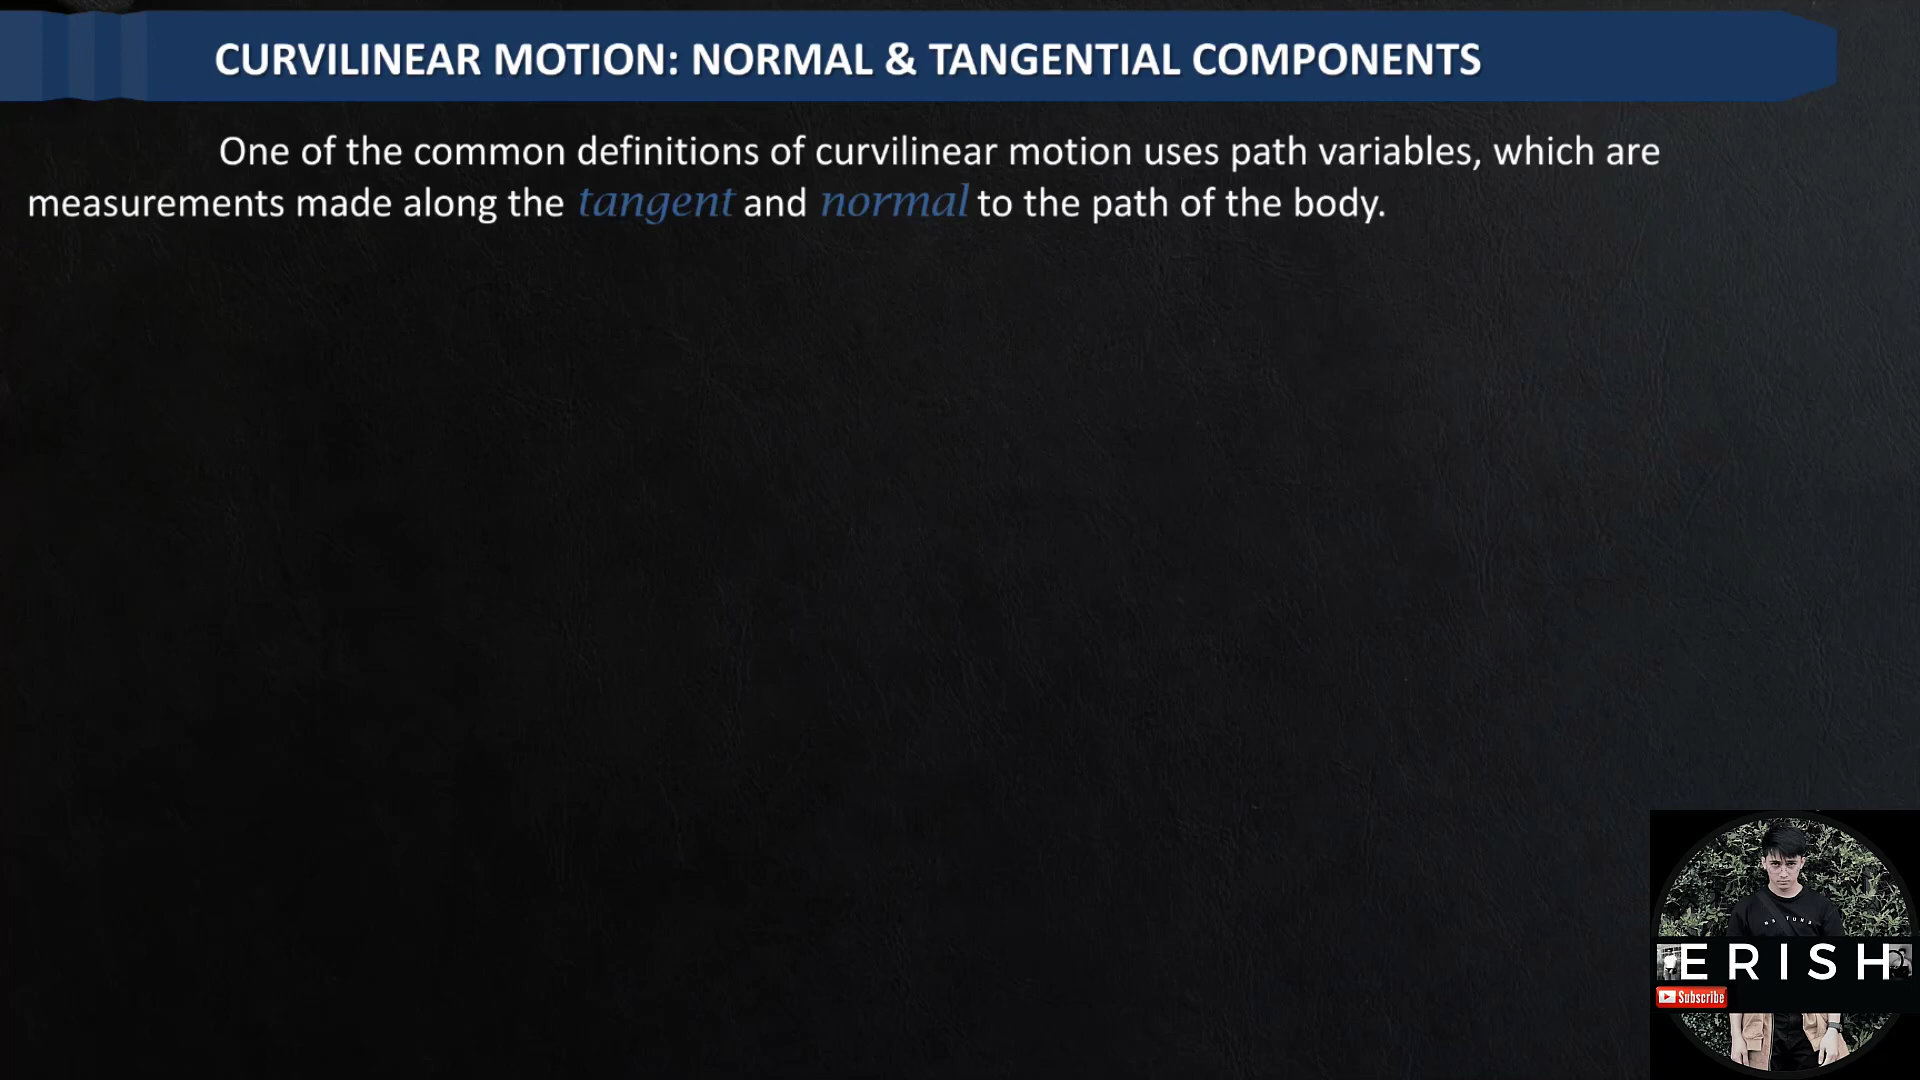 CURVILINEAR MOTION: NORMAL & TANGENTIAL COMPONENTS
One of the common definitions of curvilinear motion uses path variables, which are
measurements made along the tangent and normal to the path of the body.
ERISH
Subscribe